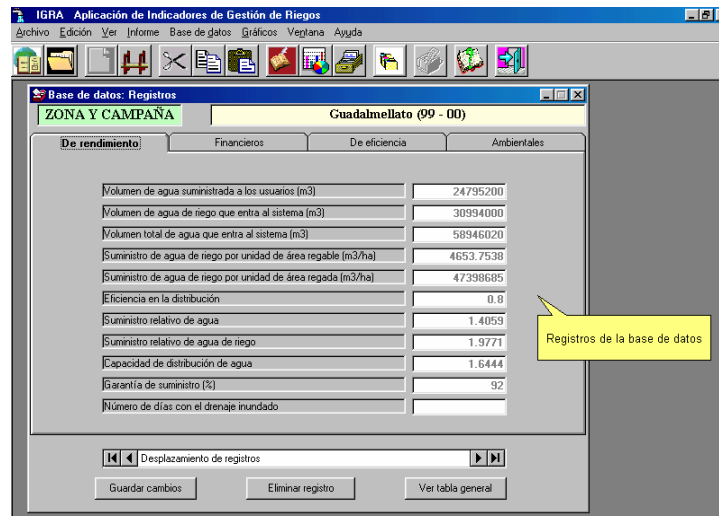 IGRA Aplicación de Indicadores de Gestión de Riegos
Archivo Edición Ver Informe Base de datos Gráficos Ventana Ayuda
Base de datos: Registros
ZONA Y CAMPAÑA
Guadalmellato (99 - 00)
De rendimiento Financieros De eficiencia Ambientales
Volumen de agua suministrada a los usuarios (m3) 24795200
Volumen de agua de riego que entra al sistema (m3) 30994000
Volumen total de agua que entra al sistema (m3) 58946020
Suministro de agua de riego por unidad de área regable (m3/ha) 4653.7538
Suministro de agua de riego por unidad de área regada (m3/ha) 47398685
Eficiencia en la distribución 0.8
Suministro relativo de agua 1.4059
Suministro relativo de agua de riego 1.9771
Capacidad de distribución de agua 1.6444
Garantía de suministro (%) 92
Número de días con el drenaje inundado
Registros de la base de datos
Desplazamiento de registros
Guardar cambios Eliminar registro Ver tabla general